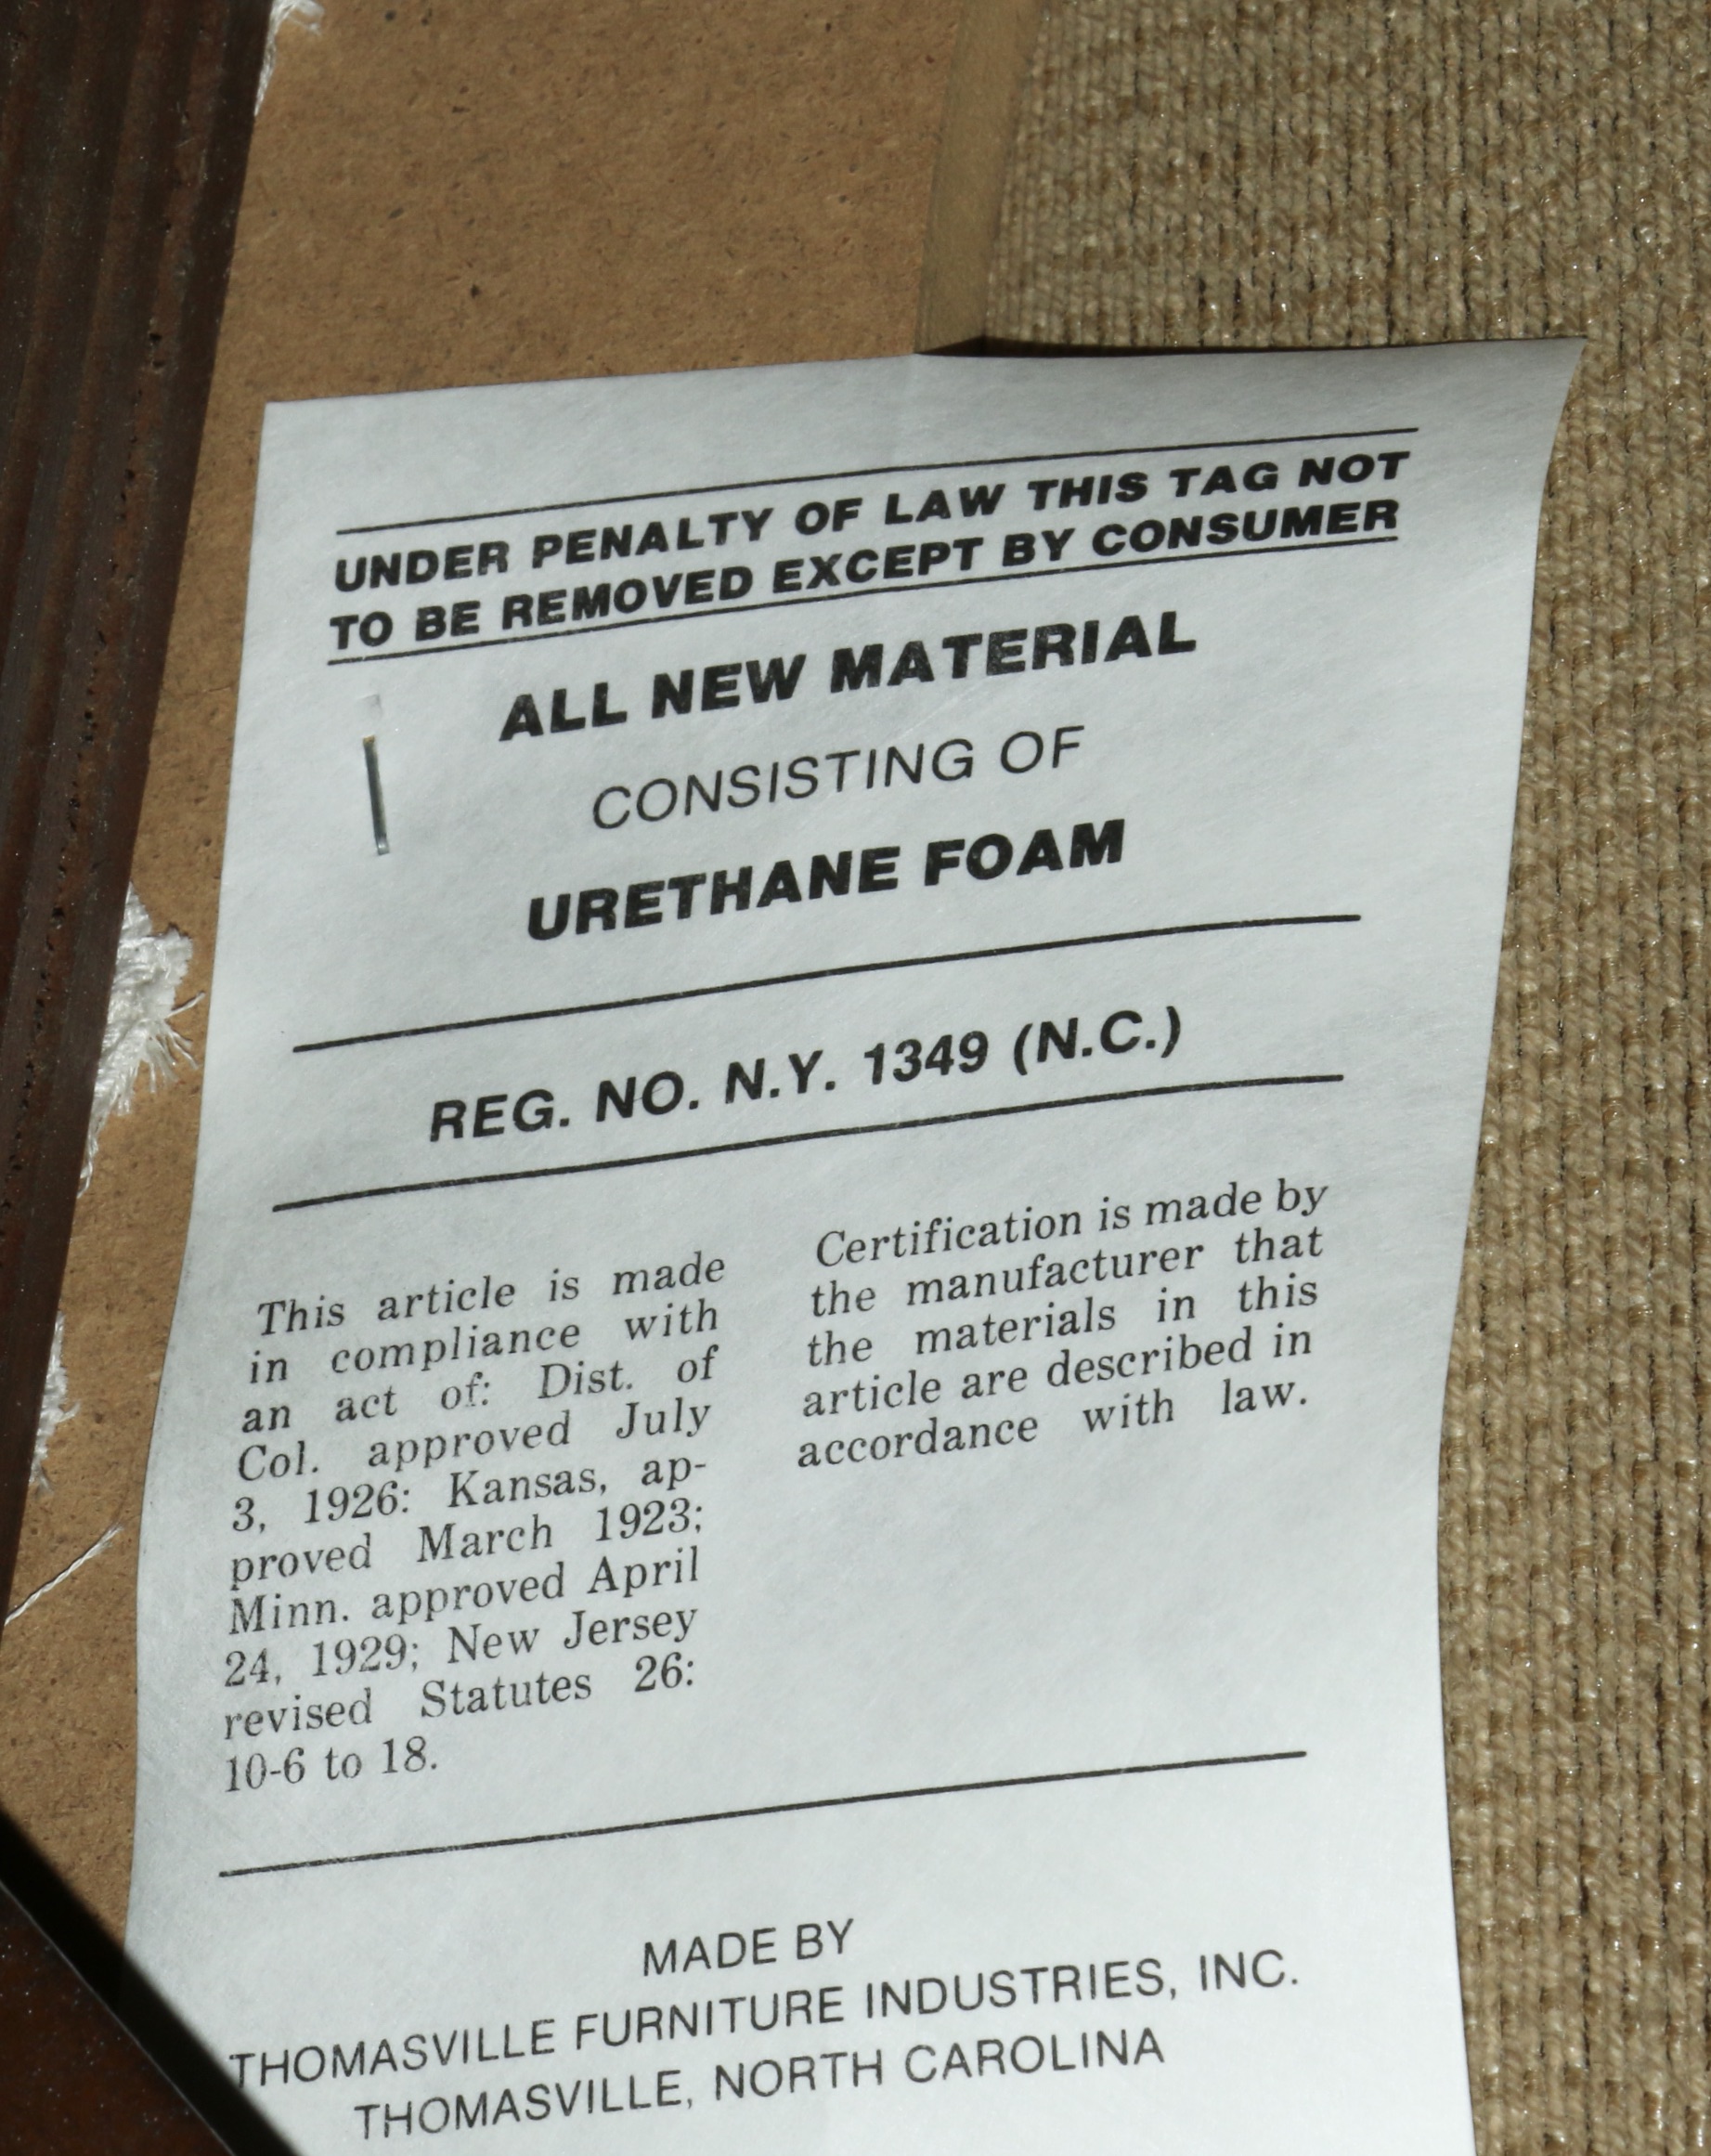 UNDER PENALTY OF LAW THIS TAG NOT
TO BE REMOVED EXCEPT BY CONSUMER
ALL NEW MATERIAL
CONSISTING OF
URETHANE FOAM
REG. NO. N.Y. 1349 (N.C.)
This article is made
in compliance with
an act of: Dist. of
Col. approved July
3, 1926: Kansas, ap-
proved March 1923;
Minn. approved April
24, 1929; New Jersey
revised Statutes 26:
10-6 to 18.
Certification is made by
the manufacturer that
the materials in this
article are described in
accordance with law.
MADE BY
THOMASVILLE FURNITURE INDUSTRIES, INC.
THOMASVILLE, NORTH CAROLINA